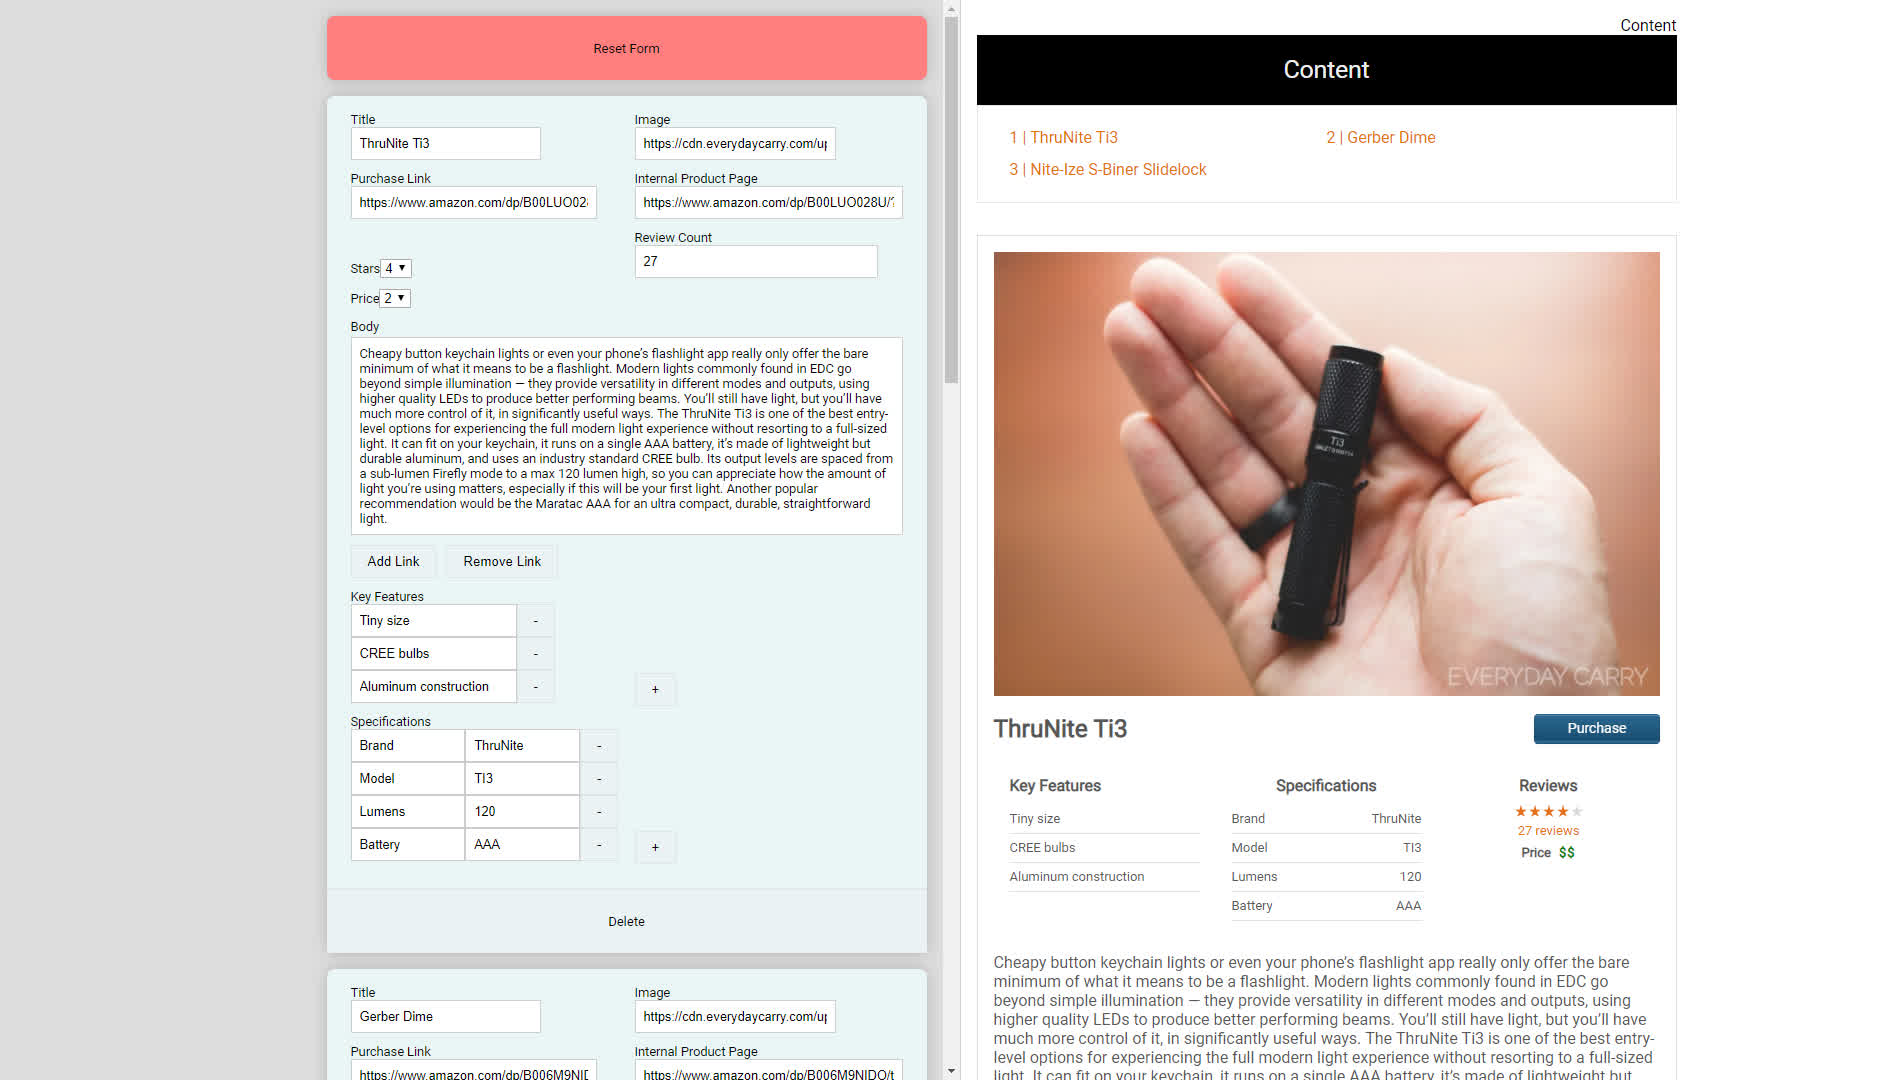 Reset Form
Title
ThruNite Ti3
Image
https://cdn.everydaycarry.com/up
Purchase Link
https://www.amazon.com/dp/B00LUO02
Internal Product Page
https://www.amazon.com/dp/B00LUO028U/?
Stars 4
Review Count
27
Price 2
Body
Cheapy button keychain lights or even your phone’s flashlight app really only offer the bare
minimum of what it means to be a flashlight. Modern lights commonly found in EDC go
beyond simple illumination — they provide versatility in different modes and outputs, using
higher quality LEDs to produce better performing beams. You’ll still have light, but you’ll have
much more control of it, in significantly useful ways. The ThruNite Ti3 is one of the best entry-
level options for experiencing the full modern light experience without resorting to a full-sized
light. It can fit on your keychain, it runs on a single AAA battery, it’s made of lightweight but
durable aluminum, and uses an industry standard CREE bulb. Its output levels are spaced from
a sub-lumen Firefly mode to a max 120 lumen high, so you can appreciate how the amount of
light you’re using matters, especially if this will be your first light. Another popular
recommendation would be the Maratac AAA for an ultra compact, durable, straightforward
light.
Add Link
Remove Link
Key Features
Tiny size -
CREE bulbs -
Aluminum construction - +
Specifications
Brand ThruNite -
Model TI3 -
Lumens 120 -
Battery AAA - +
Delete
Title
Gerber Dime
Image
https://cdn.everydaycarry.com/up
Purchase Link
https://www.amazon.com/dp/B006M9NID
Internal Product Page
https://www.amazon.com/dp/B006M9NIDO/t
Content
Content
1 | ThruNite Ti3
2 | Gerber Dime
3 | Nite-Ize S-Biner Slidelock
Ti3
EVERYDAY CARRY
ThruNite Ti3
Purchase
Key Features
Tiny size
CREE bulbs
Aluminum construction
Specifications
Brand ThruNite
Model TI3
Lumens 120
Battery AAA
Reviews
★★★★★
27 reviews
Price $$
Cheapy button keychain lights or even your phone’s flashlight app really only offer the bare
minimum of what it means to be a flashlight. Modern lights commonly found in EDC go
beyond simple illumination — they provide versatility in different modes and outputs, using
higher quality LEDs to produce better performing beams. You’ll still have light, but you’ll have
much more control of it, in significantly useful ways. The ThruNite Ti3 is one of the best entry-
level options for experiencing the full modern light experience without resorting to a full-sized
light. It can fit on your keychain, it runs on a single AAA battery, it’s made of lightweight but